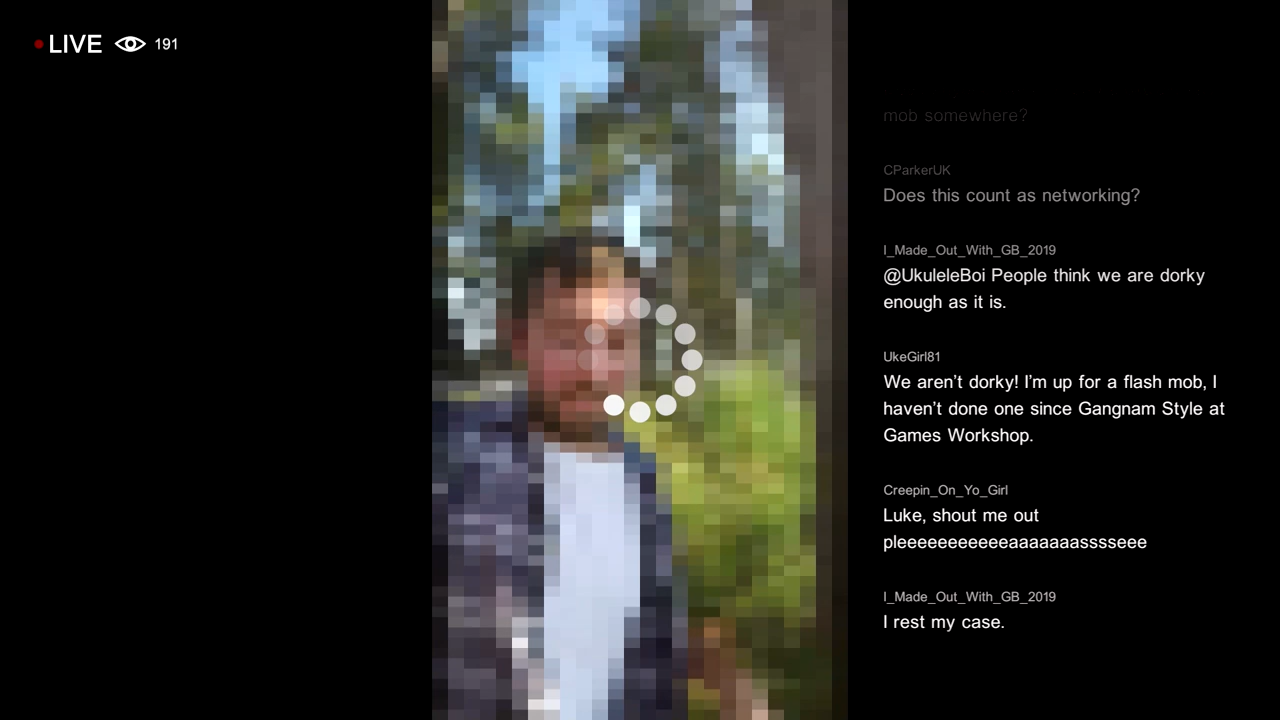 LIVE 191
mob somewhere?
CParkerUK
Does this count as networking?
I_Made_Out_With_GB_2019
@UkuleleBoi People think we are dorky
enough as it is.
UkeGirl81
We aren't dorky! I'm up for a flash mob, I
haven't done one since Gangnam Style at
Games Workshop.
Creepin_On_Yo_Girl
Luke, shout me out
pleeeeeeeeeeeaaaaaaasssseee
I_Made_Out_With_GB_2019
I rest my case.